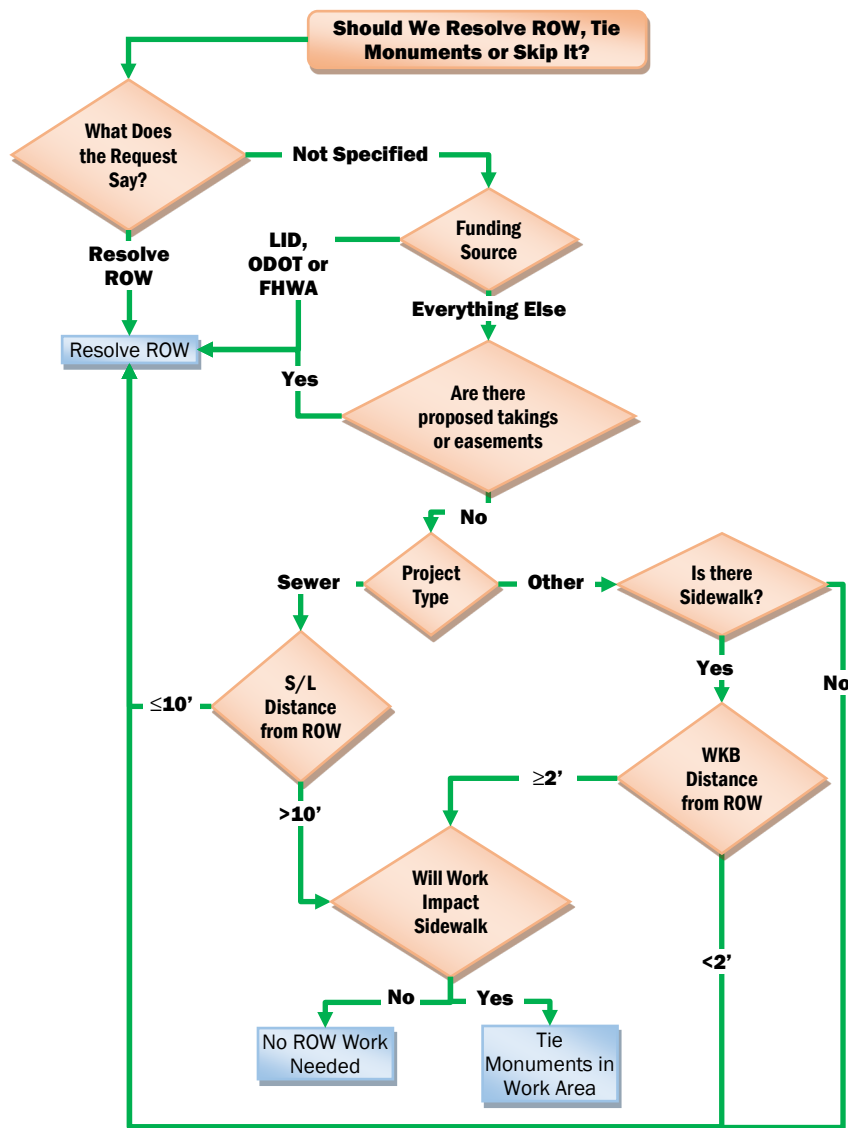 Should We Resolve ROW, Tie
Monuments or Skip It?
What Does
the Request
Say?
Not Specified
Funding
Source
LID,
ODOT or
FHWA
Resolve
ROW
Everything Else
Resolve ROW
Yes
Are there
proposed takings
or easements
No
Project
Type
Sewer
Other
Is there
Sidewalk?
Yes
No
S/L
Distance
from ROW
≤10’
WKB
Distance
from ROW
≥2’
>10’
Will Work
Impact
Sidewalk
<2’
No
Yes
No ROW Work
Needed
Tie
Monuments in
Work Area